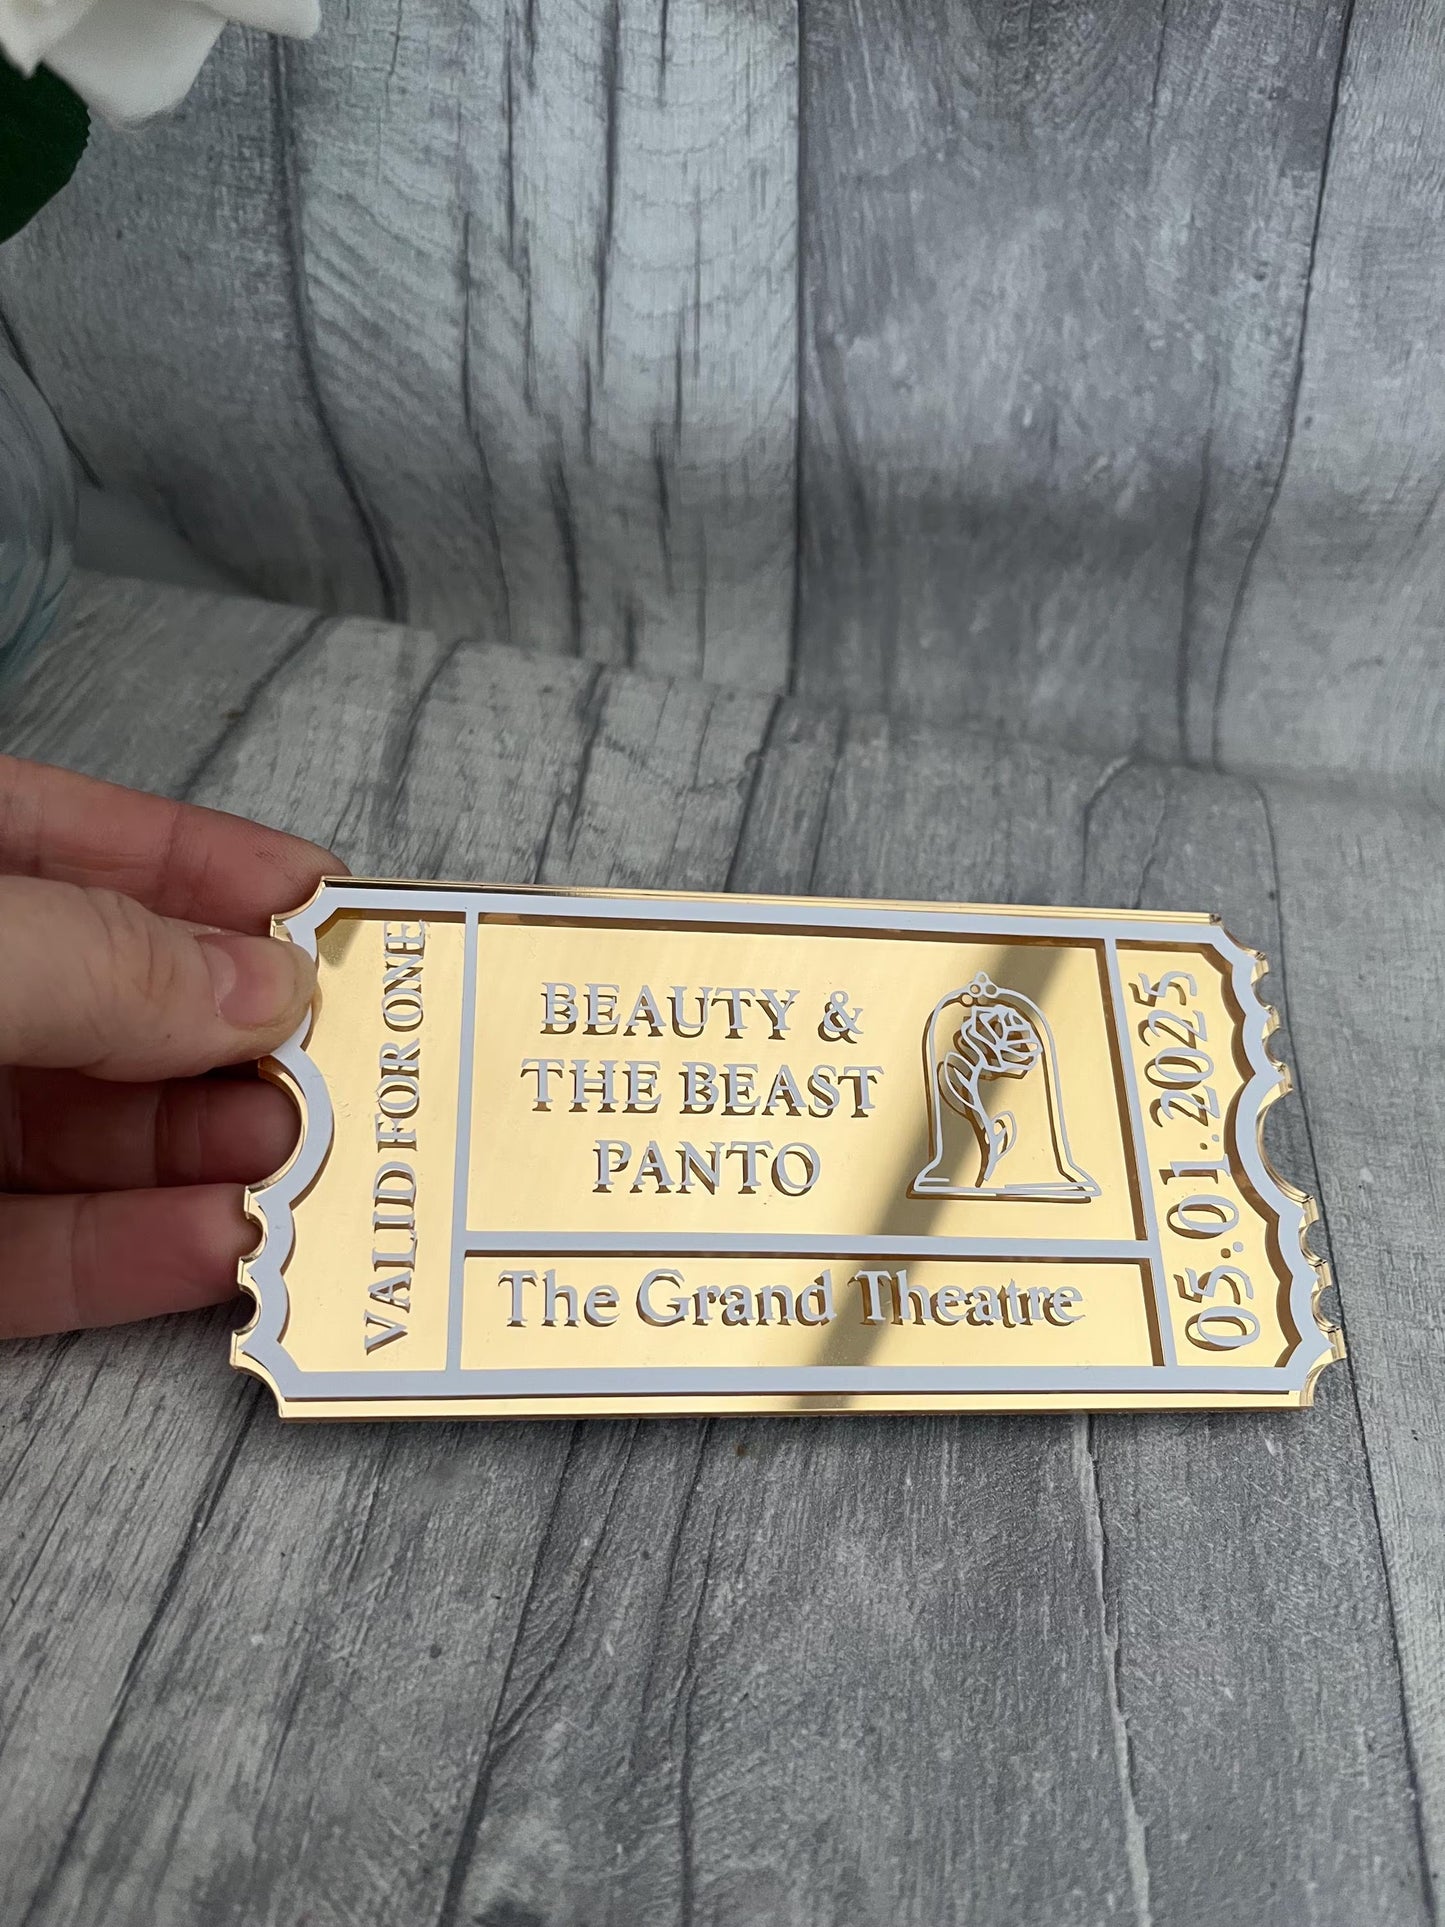 VALID FOR ONE
BEAUTY &
THE BEAST
PANTO
The Grand Theatre
05.01.2025